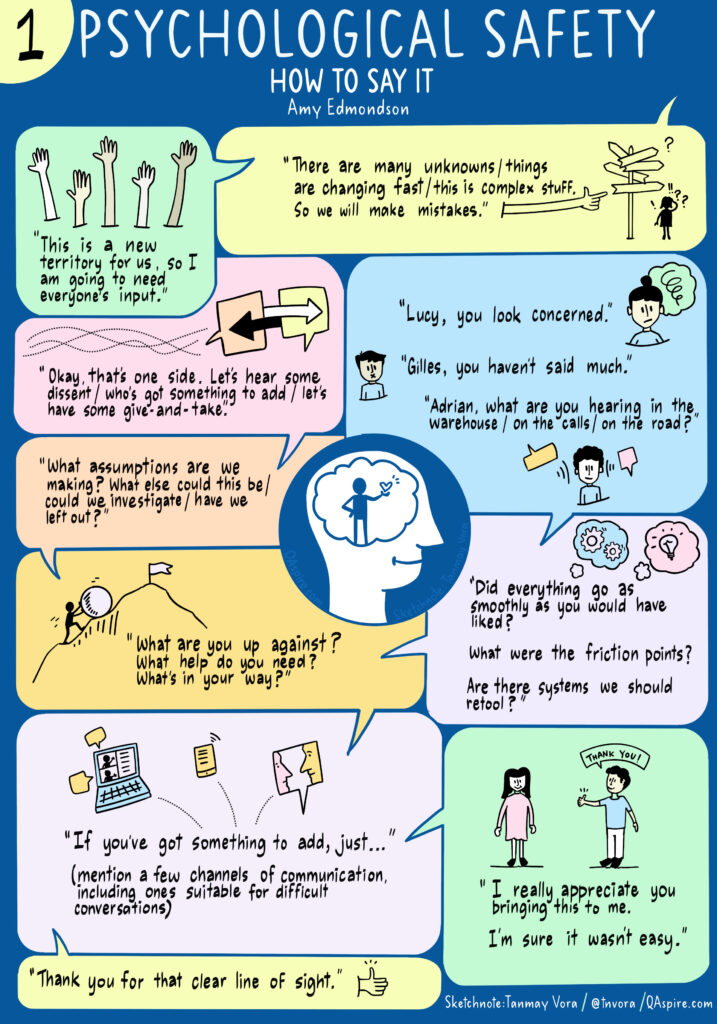 1
PSYCHOLOGICAL SAFETY
HOW TO SAY IT
Amy Edmondson
"This is a new
territory for us, so I
am going to need
everyone's input."
"There are many unknowns/things
are changing fast/this is complex stuff.
So we will make mistakes."
?
!!
??
"Okay, that's one side. Let's hear some
dissent/who's got something to add/let's
have some give-and-take."
"Lucy, you look concerned."
"Gilles, you haven't said much."
"Adrian, what are you hearing in the
warehouse/on the calls/on the road?"
"What assumptions are we
making? What else could this be/
could we investigate/have we
left out?"
QAspire.com
Sketchnote: Tanmay Vora
"What are you up against?
What help do you need?
What's in your way?"
"Did everything go as
smoothly as you would have
liked?
What were the friction points?
Are there systems we should
retool?"
"If you've got something to add, just..."
(mention a few channels of communication,
including ones suitable for difficult
conversations)
THANK YOU!
"I really appreciate you
bringing this to me.
I'm sure it wasn't easy."
"Thank you for that clear line of sight."
Sketchnote:Tanmay Vora / @tnvora /QAspire.com